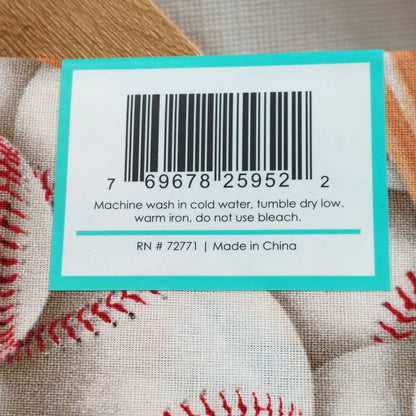 7 69678 25952 2
Machine wash in cold water, tumble dry low.
warm iron, do not use bleach.
RN # 72771 | Made in China